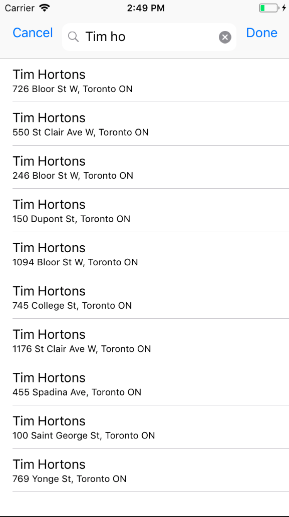 Carrier 2:49 PM
Cancel Tim ho Done
Tim Hortons
726 Bloor St W, Toronto ON
Tim Hortons
550 St Clair Ave W, Toronto ON
Tim Hortons
246 Bloor St W, Toronto ON
Tim Hortons
150 Dupont St, Toronto ON
Tim Hortons
1094 Bloor St W, Toronto ON
Tim Hortons
745 College St, Toronto ON
Tim Hortons
1176 St Clair Ave W, Toronto ON
Tim Hortons
455 Spadina Ave, Toronto ON
Tim Hortons
100 Saint George St, Toronto ON
Tim Hortons
769 Yonge St, Toronto ON